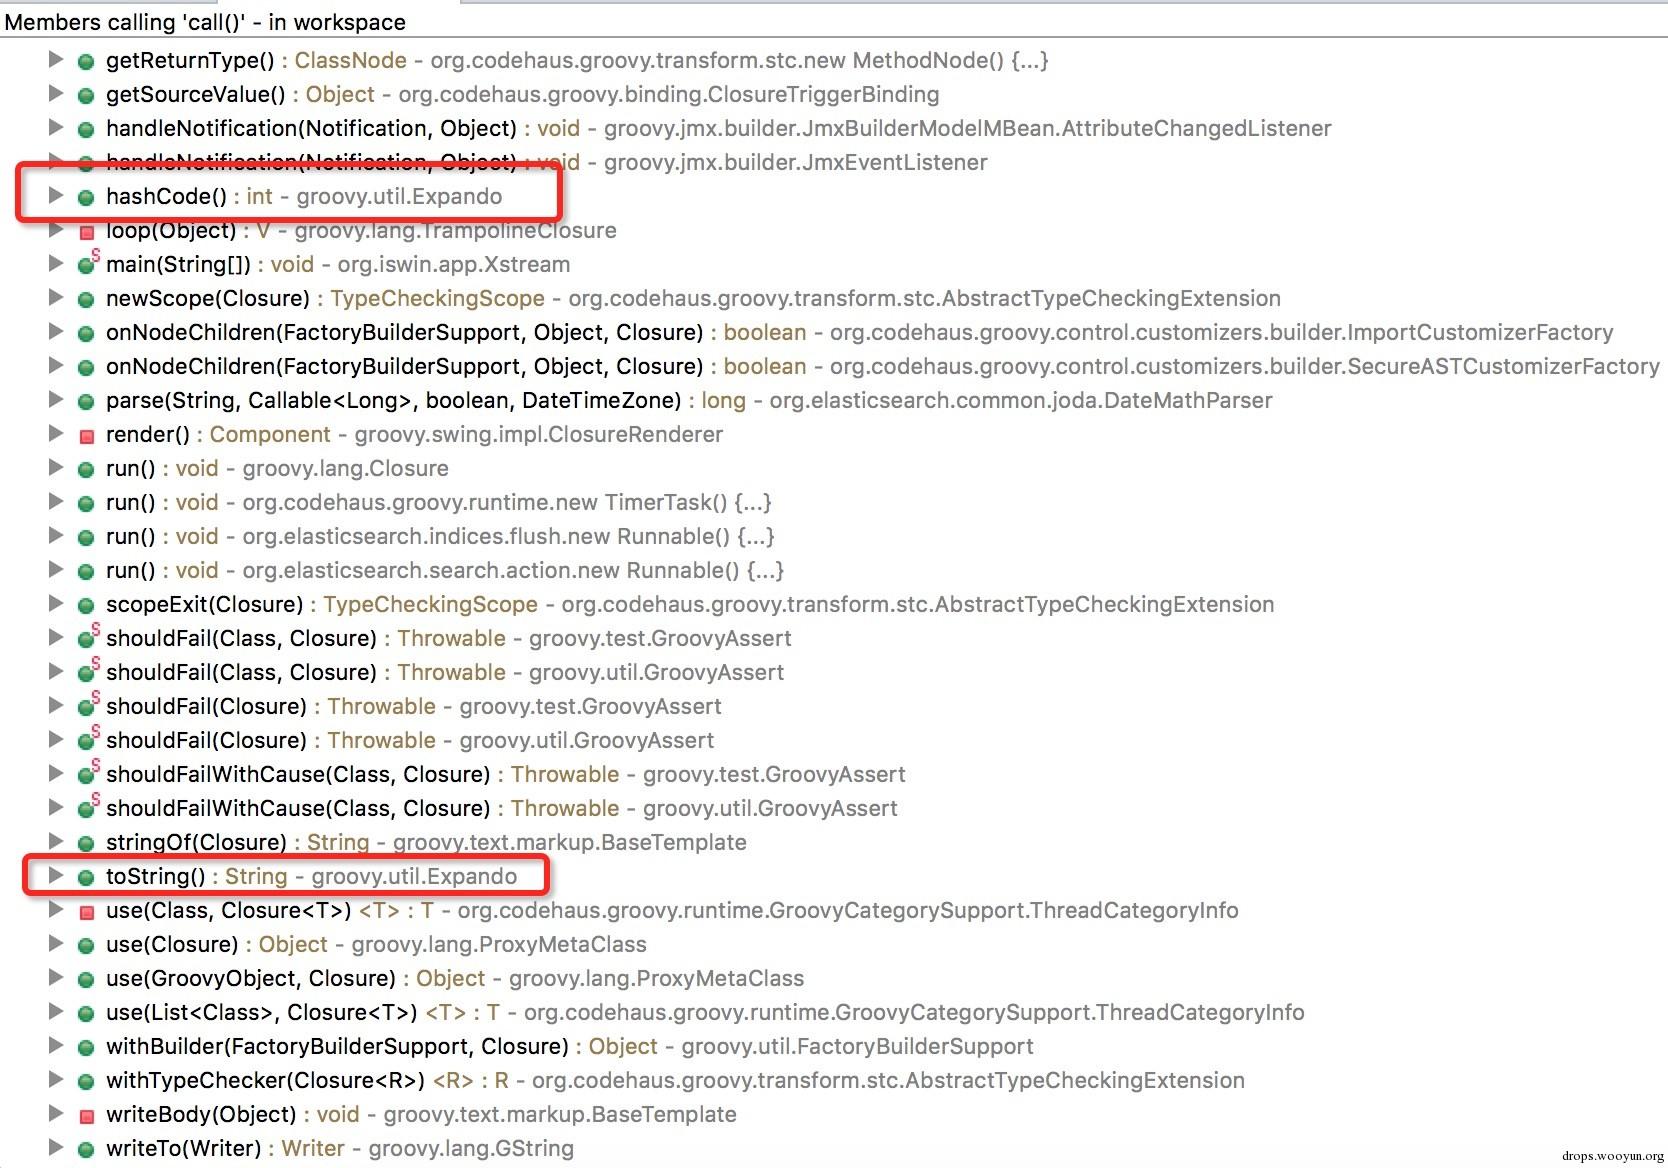 Members calling 'call()' - in workspace
getReturnType() : ClassNode - org.codehaus.groovy.transform.stc.new MethodNode() {...}
getSourceValue() : Object - org.codehaus.groovy.binding.ClosureTriggerBinding
handleNotification(Notification, Object) : void - groovy.jmx.builder.JmxBuilderModelMBean.AttributeChangedListener
handleNotification(Notification, Object) : void - groovy.jmx.builder.JmxEventListener
hashCode() : int - groovy.util.Expando
loop(Object) : V - groovy.lang.TrampolineClosure
S main(String[]) : void - org.iswin.app.Xstream
newScope(Closure) : TypeCheckingScope - org.codehaus.groovy.transform.stc.AbstractTypeCheckingExtension
onNodeChildren(FactoryBuilderSupport, Object, Closure) : boolean - org.codehaus.groovy.control.customizers.builder.ImportCustomizerFactory
onNodeChildren(FactoryBuilderSupport, Object, Closure) : boolean - org.codehaus.groovy.control.customizers.builder.SecureASTCustomizerFactory
parse(String, Callable<Long>, boolean, DateTimeZone) : long - org.elasticsearch.common.joda.DateMathParser
render() : Component - groovy.swing.impl.ClosureRenderer
run() : void - groovy.lang.Closure
run() : void - org.codehaus.groovy.runtime.new TimerTask() {...}
run() : void - org.elasticsearch.indices.flush.new Runnable() {...}
run() : void - org.elasticsearch.search.action.new Runnable() {...}
scopeExit(Closure) : TypeCheckingScope - org.codehaus.groovy.transform.stc.AbstractTypeCheckingExtension
S shouldFail(Class, Closure) : Throwable - groovy.test.GroovyAssert
S shouldFail(Class, Closure) : Throwable - groovy.util.GroovyAssert
S shouldFail(Closure) : Throwable - groovy.test.GroovyAssert
S shouldFail(Closure) : Throwable - groovy.util.GroovyAssert
S shouldFailWithCause(Class, Closure) : Throwable - groovy.test.GroovyAssert
S shouldFailWithCause(Class, Closure) : Throwable - groovy.util.GroovyAssert
stringOf(Closure) : String - groovy.text.markup.BaseTemplate
toString() : String - groovy.util.Expando
use(Class, Closure<T>) <T> : T - org.codehaus.groovy.runtime.GroovyCategorySupport.ThreadCategoryInfo
use(Closure) : Object - groovy.lang.ProxyMetaClass
use(GroovyObject, Closure) : Object - groovy.lang.ProxyMetaClass
use(List<Class>, Closure<T>) <T> : T - org.codehaus.groovy.runtime.GroovyCategorySupport.ThreadCategoryInfo
withBuilder(FactoryBuilderSupport, Closure) : Object - groovy.util.FactoryBuilderSupport
withTypeChecker(Closure<R>) <R> : R - org.codehaus.groovy.transform.stc.AbstractTypeCheckingExtension
writeBody(Object) : void - groovy.text.markup.BaseTemplate
writeTo(Writer) : Writer - groovy.lang.GString
drops.wooyun.org